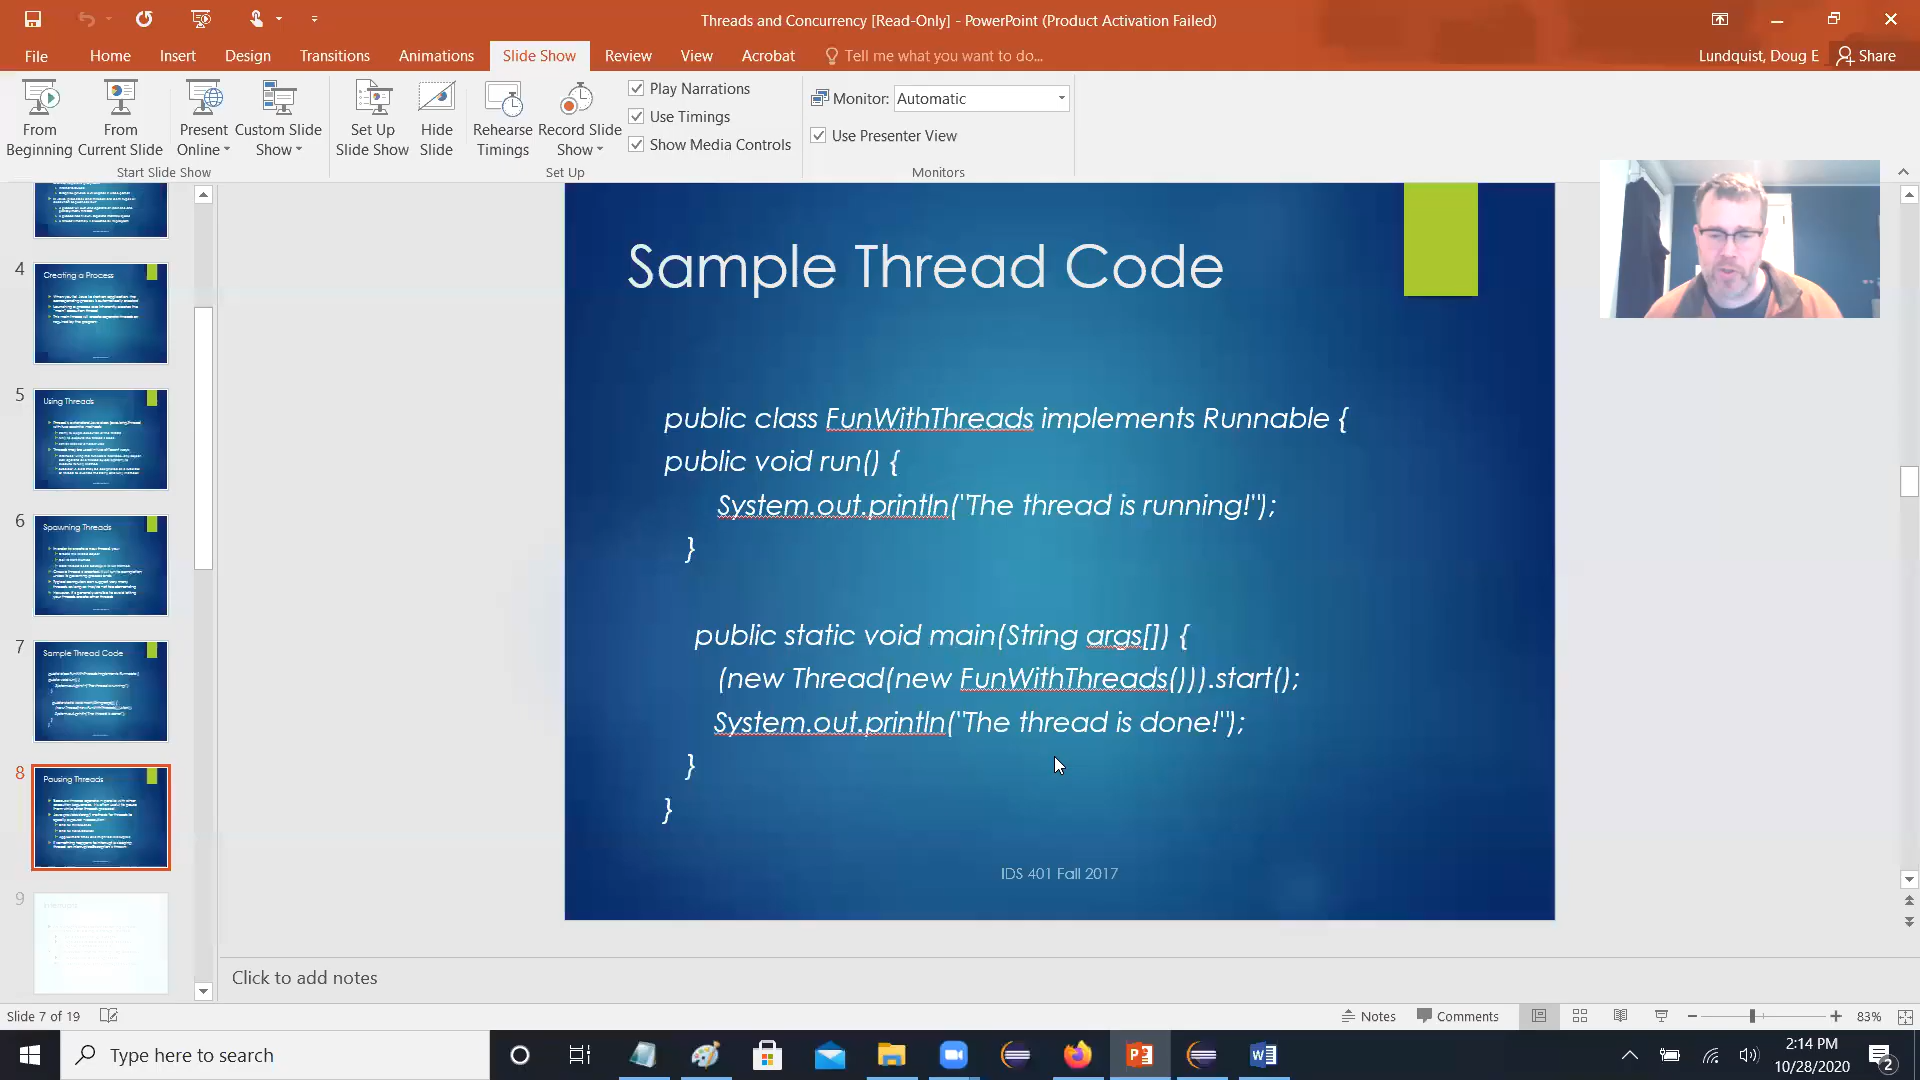 Threads and Concurrency [Read-Only] - PowerPoint (Product Activation Failed)
File Home Insert Design Transitions Animations Slide Show Review View Acrobat Tell me what you want to do... Lundquist, Doug E Share
From Beginning
From Current Slide
Present Online
Custom Slide Show
Start Slide Show
Set Up Slide Show
Hide Slide
Rehearse Timings
Record Slide Show
Play Narrations
Use Timings
Show Media Controls
Set Up
Monitor: Automatic
Use Presenter View
Monitors
4
Creating a Process
5
Using Threads
6
Spawning Threads
7
Sample Thread Code
8
Pausing Threads
9
Sample Thread Code
public class FunWithThreads implements Runnable {
public void run() {
System.out.println("The thread is running!");
}
public static void main(String args[]) {
(new Thread(new FunWithThreads())).start();
System.out.println("The thread is done!");
}
}
IDS 401 Fall 2017
Click to add notes
Slide 7 of 19
Notes Comments 83%
Type here to search
2:14 PM
10/28/2020
2